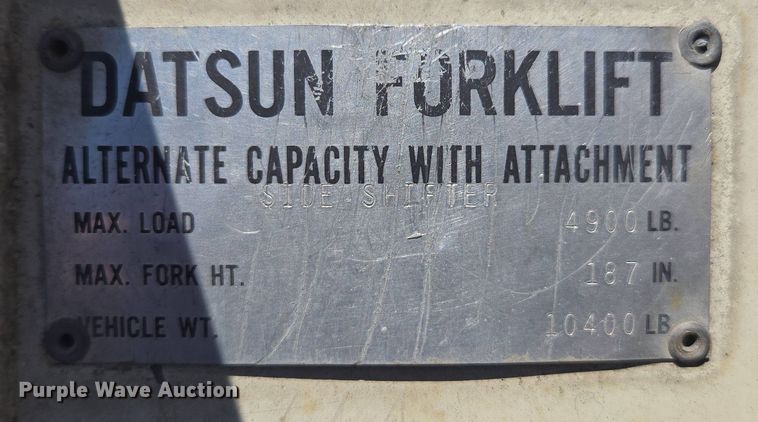 DATSUN FORKLIFT
ALTERNATE CAPACITY WITH ATTACHMENT
SIDE SHIFTER
MAX. LOAD 4900 LB.
MAX. FORK HT. 187 IN.
VEHICLE WT. 10400 LB
Purple Wave Auction